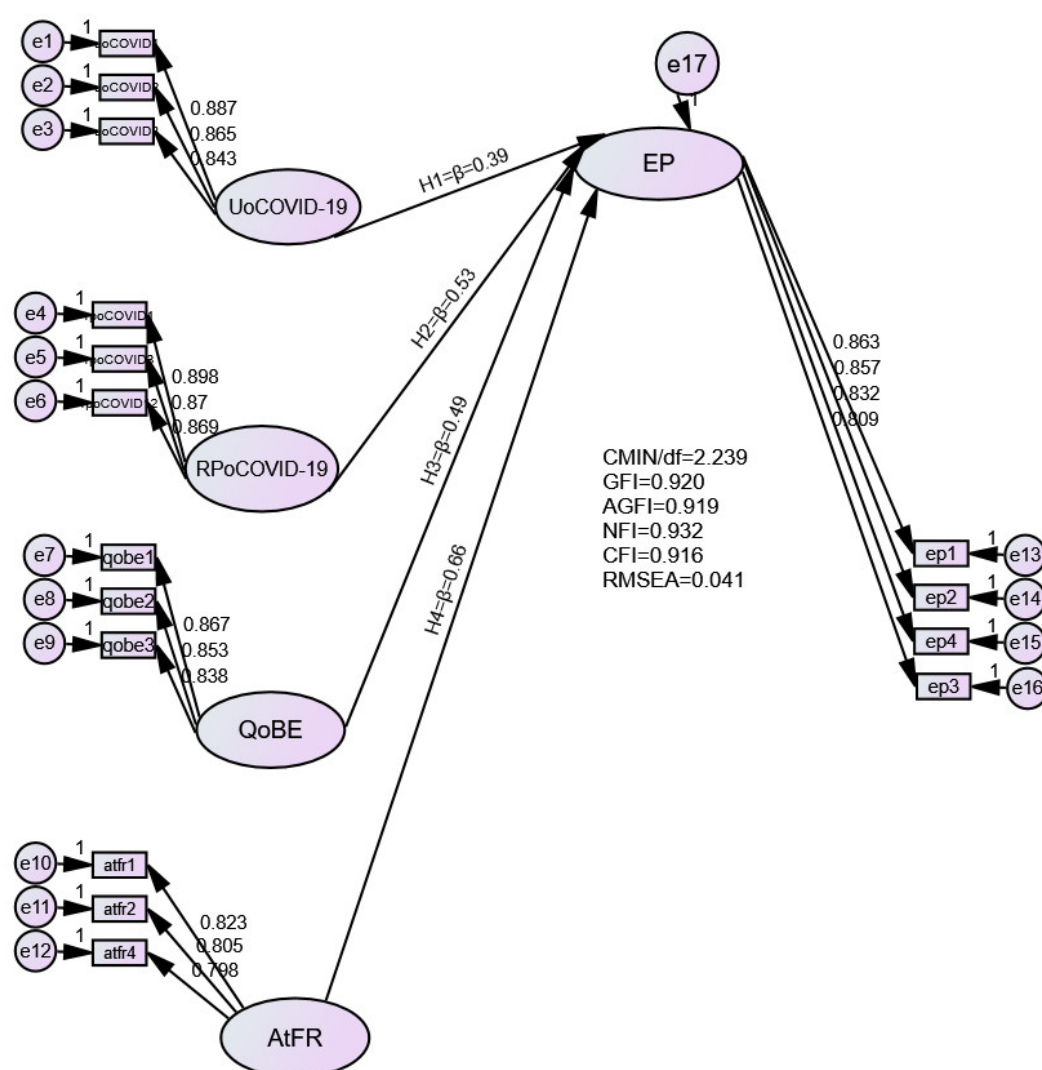 e1
1
e2
1
e3
1
0.887
0.865
0.843
UoCOVID-19
H1=β=0.39
e17
1
EP
e4
1
e5
1
e6
1
0.898
0.87
0.869
RPoCOVID-19
H2=β=0.53
e7
1
qobe1
e8
1
qobe2
e9
1
qobe3
0.867
0.853
0.838
QoBE
H3=β=0.49
e10
1
atfr1
e11
1
atfr2
e12
1
atfr4
0.823
0.805
0.798
AtFR
H4=β=0.66
0.863
0.857
0.832
0.809
CMIN/df=2.239
GFI=0.920
AGFI=0.919
NFI=0.932
CFI=0.916
RMSEA=0.041
ep1
1
e13
ep2
1
e14
ep4
1
e15
ep3
1
e16